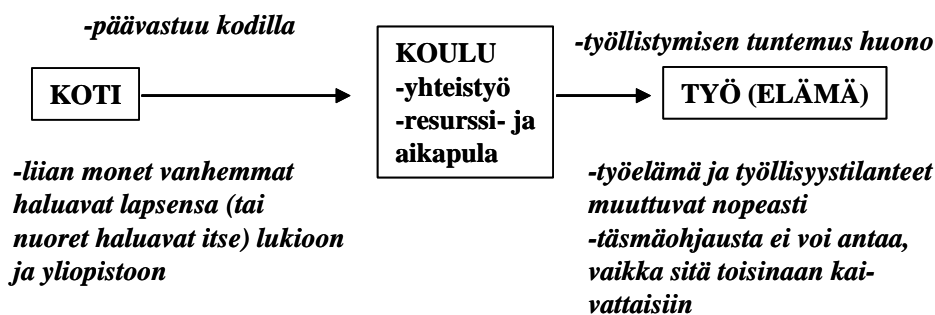 -päävastuu kodilla
KOTI
-liian monet vanhemmat
haluavat lapsensa (tai
nuoret haluavat itse) lukioon
ja yliopistoon
KOULU
-yhteistyö
-resurssi- ja
aikapula
-työllistymisen tuntemus huono
TYÖ (ELÄMÄ)
-työelämä ja työllisyystilanteet
muuttuvat nopeasti
-täsmäohjausta ei voi antaa,
vaikka sitä toisinaan kai-
vattaisiin